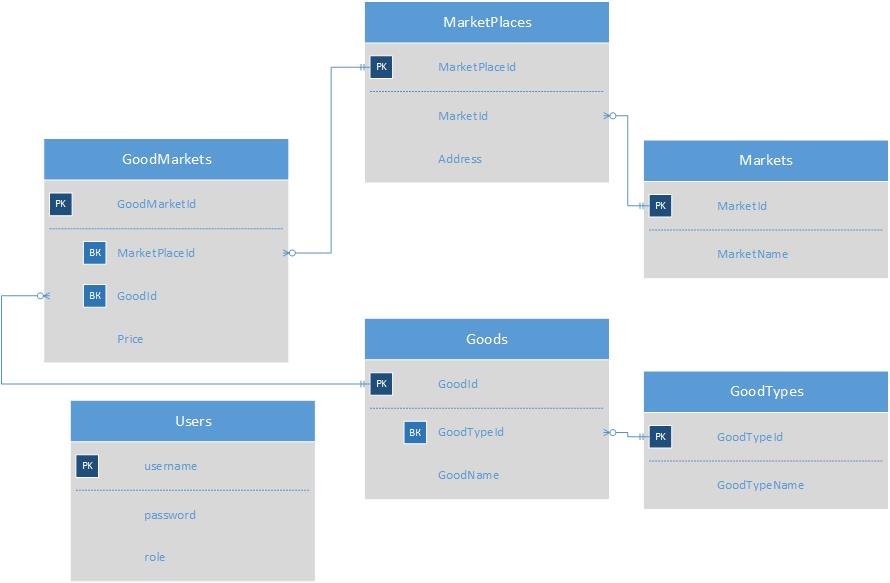 MarketPlaces
PK MarketPlaceId
MarketId
Address
GoodMarkets
PK GoodMarketId
BK MarketPlaceId
BK GoodId
Price
Markets
PK MarketId
MarketName
Goods
PK GoodId
BK GoodTypeId
GoodName
GoodTypes
PK GoodTypeId
GoodTypeName
Users
PK username
password
role